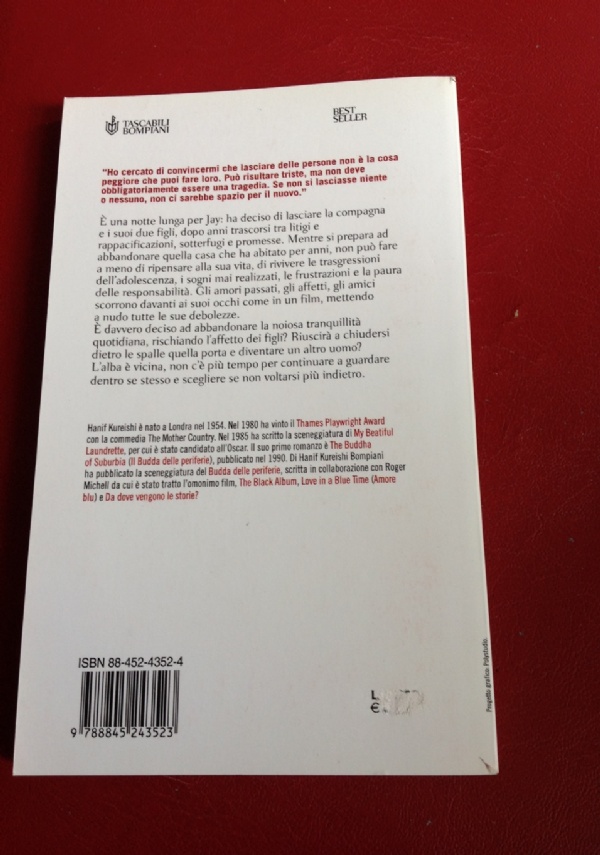 TASCABILI
BOMPIANI
BEST
SELLER
"Ho cercato di convincermi che lasciare delle persone non è la cosa
peggiore che puoi fare loro. Può risultare triste, ma non deve
obbligatoriamente essere una tragedia. Se non si lasciasse niente
o nessuno, non ci sarebbe spazio per il nuovo."
È una notte lunga per Jay: ha deciso di lasciare la compagna
e i suoi due figli, dopo anni trascorsi tra litigi e
rappacificazioni, sotterfugi e promesse. Mentre si prepara ad
abbandonare quella casa che ha abitato per anni, non può fare
a meno di ripensare alla sua vita, di rivivere le trasgressioni
dell'adolescenza, i sogni mai realizzati, le frustrazioni e la paura
delle responsabilità. Gli amori passati, gli affetti, gli amici
scorrono davanti ai suoi occhi come in un film, mettendo
a nudo tutte le sue debolezze.
È davvero deciso ad abbandonare la noiosa tranquillità
quotidiana, rischiando l'affetto dei figli? Riuscirà a chiudersi
dietro le spalle quella porta e diventare un altro uomo?
L'alba è vicina, non c'è più tempo per continuare a guardare
dentro se stesso e scegliere se non voltarsi più indietro.
Hanif Kureishi è nato a Londra nel 1954. Nel 1980 ha vinto il Thames Playwright Award
con la commedia The Mother Country. Nel 1985 ha scritto la sceneggiatura di My Beatiful
Laundrette, per cui è stato candidato all'Oscar. il suo primo romanzo è The Buddha
of Suburbia (Il Budda delle periferie), pubblicato nel 1990. Di Hanif Kureishi Bompiani
ha pubblicato la sceneggiatura del Budda delle periferie, scritta in collaborazione con Roger
Michell da cui è stato tratto l'omonimo film, The Black Album, Love in a Blue Time (Amore
blu) e Da dove vengono le storie?
ISBN 88-452-4352-4
9 788845 243523
L
€
Progetto grafico: Polystudio.